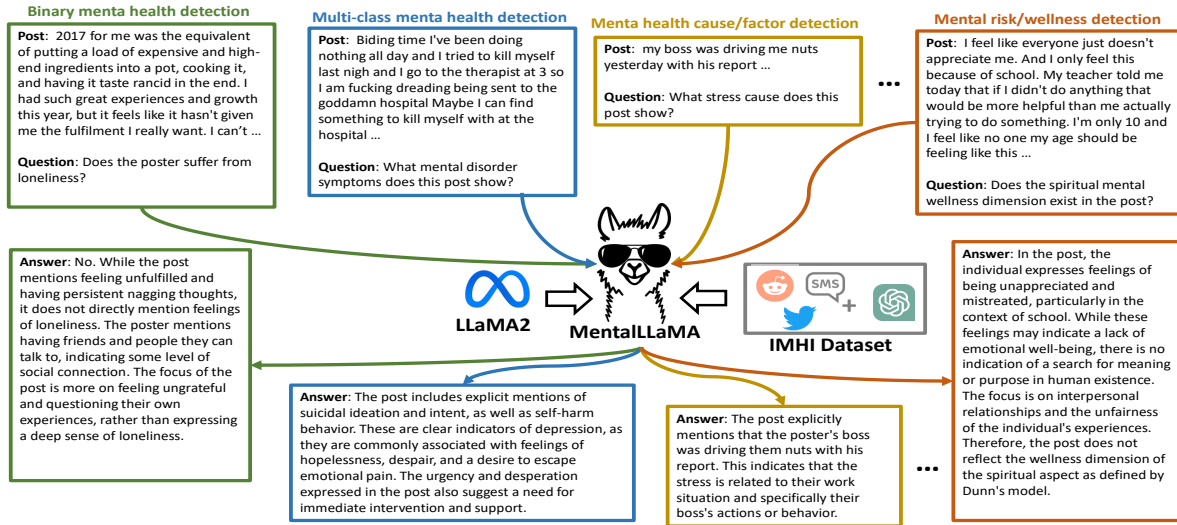 Binary menta health detection
Post: 2017 for me was the equivalent
of putting a load of expensive and high-
end ingredients into a pot, cooking it,
and having it taste rancid in the end. I
had such great experiences and growth
this year, but it feels like it hasn't given
me the fulfilment I really want. I can't ...
Question: Does the poster suffer from
loneliness?
Multi-class menta health detection
Post: Biding time I've been doing
nothing all day and I tried to kill myself
last nigh and I go to the therapist at 3 so
I am fucking dreading being sent to the
goddamn hospital Maybe I can find
something to kill myself with at the
hospital ...
Question: What mental disorder
symptoms does this post show?
Menta health cause/factor detection
Post: my boss was driving me nuts
yesterday with his report ...
Question: What stress cause does this
post show?
...
Mental risk/wellness detection
Post: I feel like everyone just doesn't
appreciate me. And I only feel this
because of school. My teacher told me
today that if I didn't do anything that
would be more helpful than me actually
trying to do something. I'm only 10 and
I feel like no one my age should be
feeling like this ...
Question: Does the spiritual mental
wellness dimension exist in the post?
LLaMA2
MentalLLaMA
SMS
+
IMHI Dataset
Answer: No. While the post
mentions feeling unfulfilled and
having persistent nagging thoughts,
it does not directly mention feelings
of loneliness. The poster mentions
having friends and people they can
talk to, indicating some level of
social connection. The focus of the
post is more on feeling ungrateful
and questioning their own
experiences, rather than expressing
a deep sense of loneliness.
Answer: The post includes explicit mentions of
suicidal ideation and intent, as well as self-harm
behavior. These are clear indicators of depression, as
they are commonly associated with feelings of
hopelessness, despair, and a desire to escape
emotional pain. The urgency and desperation
expressed in the post also suggest a need for
immediate intervention and support.
Answer: The post explicitly
mentions that the poster's boss
was driving them nuts with his
report. This indicates that the
stress is related to their work
situation and specifically their
boss's actions or behavior.
...
Answer: In the post, the
individual expresses feelings of
being unappreciated and
mistreated, particularly in the
context of school. While these
feelings may indicate a lack of
emotional well-being, there is no
indication of a search for meaning
or purpose in human existence.
The focus is on interpersonal
relationships and the unfairness
of the individual's experiences.
Therefore, the post does not
reflect the wellness dimension of
the spiritual aspect as defined by
Dunn's model.